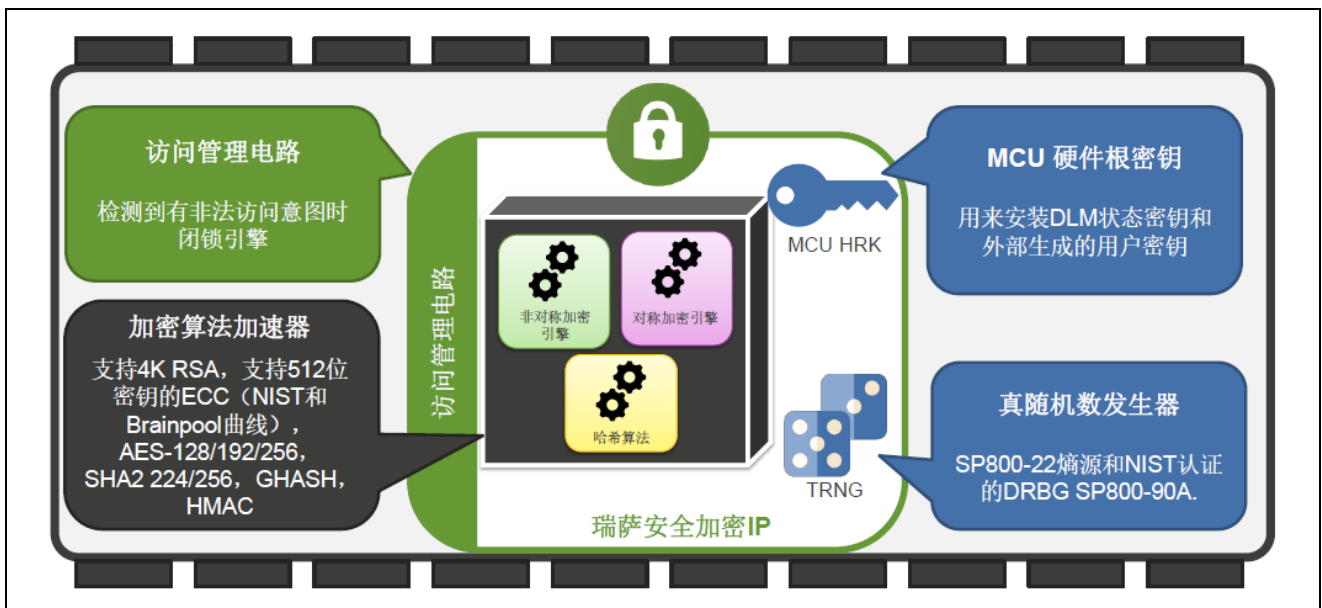 访问管理电路
检测到有非法访问意图时
闭锁引擎
加密算法加速器
支持4K RSA，支持512位
密钥的ECC（NIST和
Brainpool曲线），
AES-128/192/256，
SHA2 224/256，GHASH，
HMAC
访问管理电路
非对称加密
引擎
对称加密引擎
哈希算法
MCU HRK
TRNG
瑞萨安全加密IP
MCU 硬件根密钥
用来安装DLM状态密钥和
外部生成的用户密钥
真随机数发生器
SP800-22熵源和NIST认证
的DRBG SP800-90A.